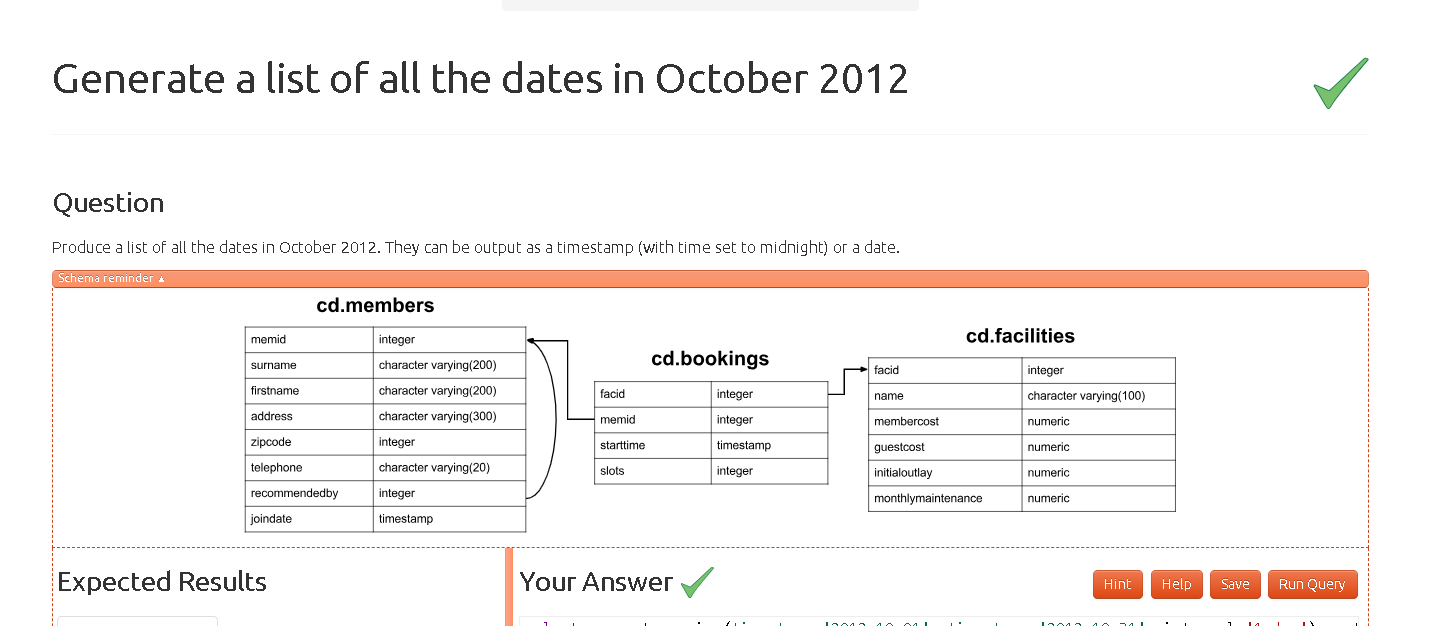 Generate a list of all the dates in October 2012
Question
Produce a list of all the dates in October 2012. They can be output as a timestamp (with time set to midnight) or a date.
Schema reminder ▲
cd.members
memid integer
surname character varying(200)
firstname character varying(200)
address character varying(300)
zipcode integer
telephone character varying(20)
recommendedby integer
joindate timestamp
cd.bookings
facid integer
memid integer
starttime timestamp
slots integer
cd.facilities
facid integer
name character varying(100)
membercost numeric
guestcost numeric
initialoutlay numeric
monthlymaintenance numeric
Expected Results
Your Answer
Hint Help Save Run Query